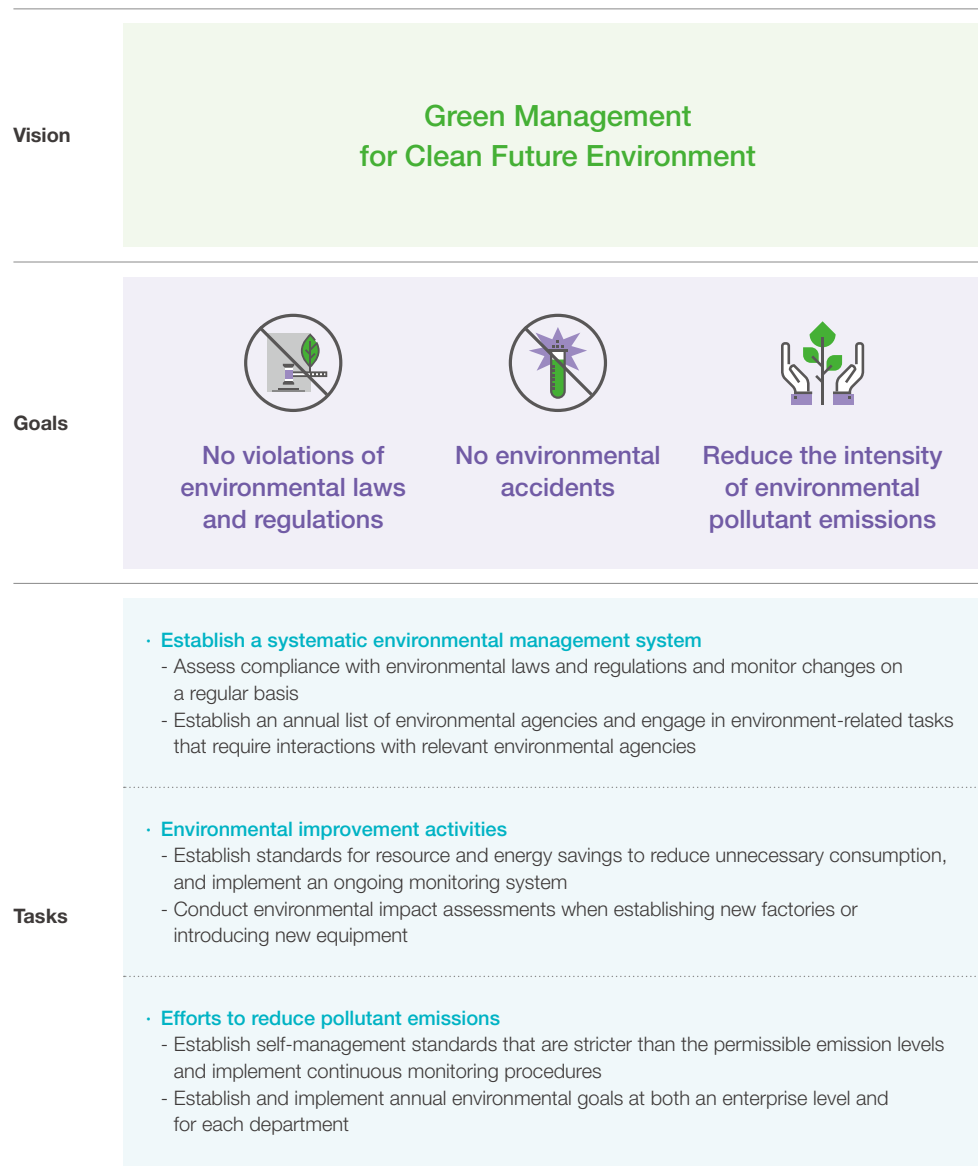 Vision
Green Management
for Clean Future Environment
Goals
No violations of
environmental laws
and regulations
No environmental
accidents
Reduce the intensity
of environmental
pollutant emissions
Tasks
· Establish a systematic environmental management system
- Assess compliance with environmental laws and regulations and monitor changes on
a regular basis
- Establish an annual list of environmental agencies and engage in environment-related tasks
that require interactions with relevant environmental agencies
· Environmental improvement activities
- Establish standards for resource and energy savings to reduce unnecessary consumption,
and implement an ongoing monitoring system
- Conduct environmental impact assessments when establishing new factories or
introducing new equipment
· Efforts to reduce pollutant emissions
- Establish self-management standards that are stricter than the permissible emission levels
and implement continuous monitoring procedures
- Establish and implement annual environmental goals at both an enterprise level and
for each department